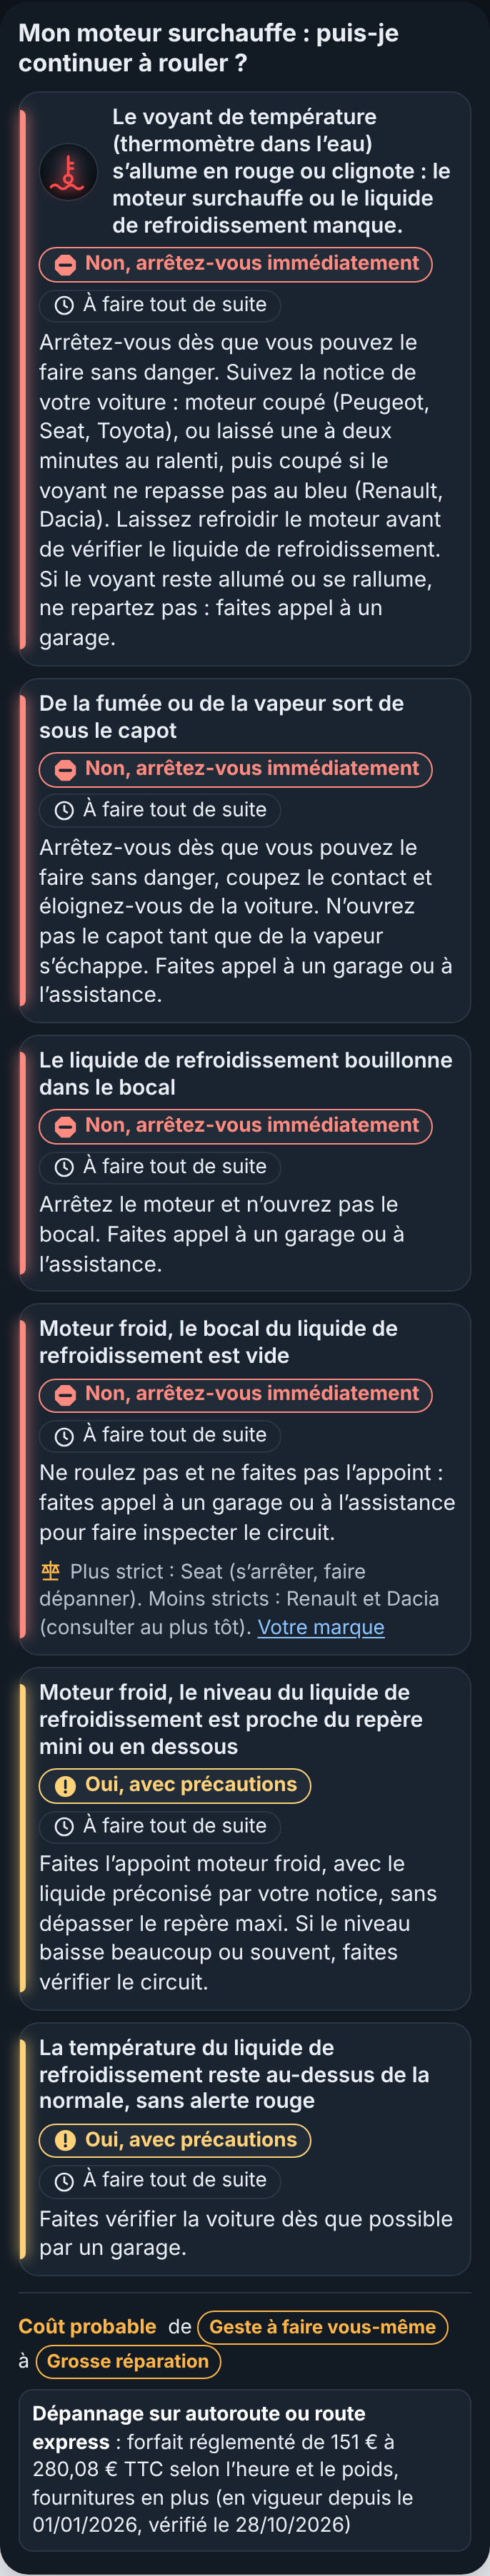 Mon moteur surchauffe : puis-je
continuer à rouler ?
Le voyant de température
(thermomètre dans l’eau)
s’allume en rouge ou clignote : le
moteur surchauffe ou le liquide
de refroidissement manque.
Non, arrêtez-vous immédiatement
À faire tout de suite
Arrêtez-vous dès que vous pouvez le
faire sans danger. Suivez la notice de
votre voiture : moteur coupé (Peugeot,
Seat, Toyota), ou laissé une à deux
minutes au ralenti, puis coupé si le
voyant ne repasse pas au bleu (Renault,
Dacia). Laissez refroidir le moteur avant
de vérifier le liquide de refroidissement.
Si le voyant reste allumé ou se rallume,
ne repartez pas : faites appel à un
garage.
De la fumée ou de la vapeur sort de
sous le capot
Non, arrêtez-vous immédiatement
À faire tout de suite
Arrêtez-vous dès que vous pouvez le
faire sans danger, coupez le contact et
éloignez-vous de la voiture. N’ouvrez
pas le capot tant que de la vapeur
s’échappe. Faites appel à un garage ou à
l’assistance.
Le liquide de refroidissement bouillonne
dans le bocal
Non, arrêtez-vous immédiatement
À faire tout de suite
Arrêtez le moteur et n’ouvrez pas le
bocal. Faites appel à un garage ou à
l’assistance.
Moteur froid, le bocal du liquide de
refroidissement est vide
Non, arrêtez-vous immédiatement
À faire tout de suite
Ne roulez pas et ne faites pas l’appoint :
faites appel à un garage ou à l’assistance
pour faire inspecter le circuit.
Plus strict : Seat (s’arrêter, faire
dépanner). Moins stricts : Renault et Dacia
(consulter au plus tôt). Votre marque
Moteur froid, le niveau du liquide de
refroidissement est proche du repère
mini ou en dessous
Oui, avec précautions
À faire tout de suite
Faites l’appoint moteur froid, avec le
liquide préconisé par votre notice, sans
dépasser le repère maxi. Si le niveau
baisse beaucoup ou souvent, faites
vérifier le circuit.
La température du liquide de
refroidissement reste au-dessus de la
normale, sans alerte rouge
Oui, avec précautions
À faire tout de suite
Faites vérifier la voiture dès que possible
par un garage.
Coût probable de Geste à faire vous-même
à Grosse réparation
Dépannage sur autoroute ou route
express : forfait réglementé de 151 € à
280,08 € TTC selon l’heure et le poids,
fournitures en plus (en vigueur depuis le
01/01/2026, vérifié le 28/10/2026)